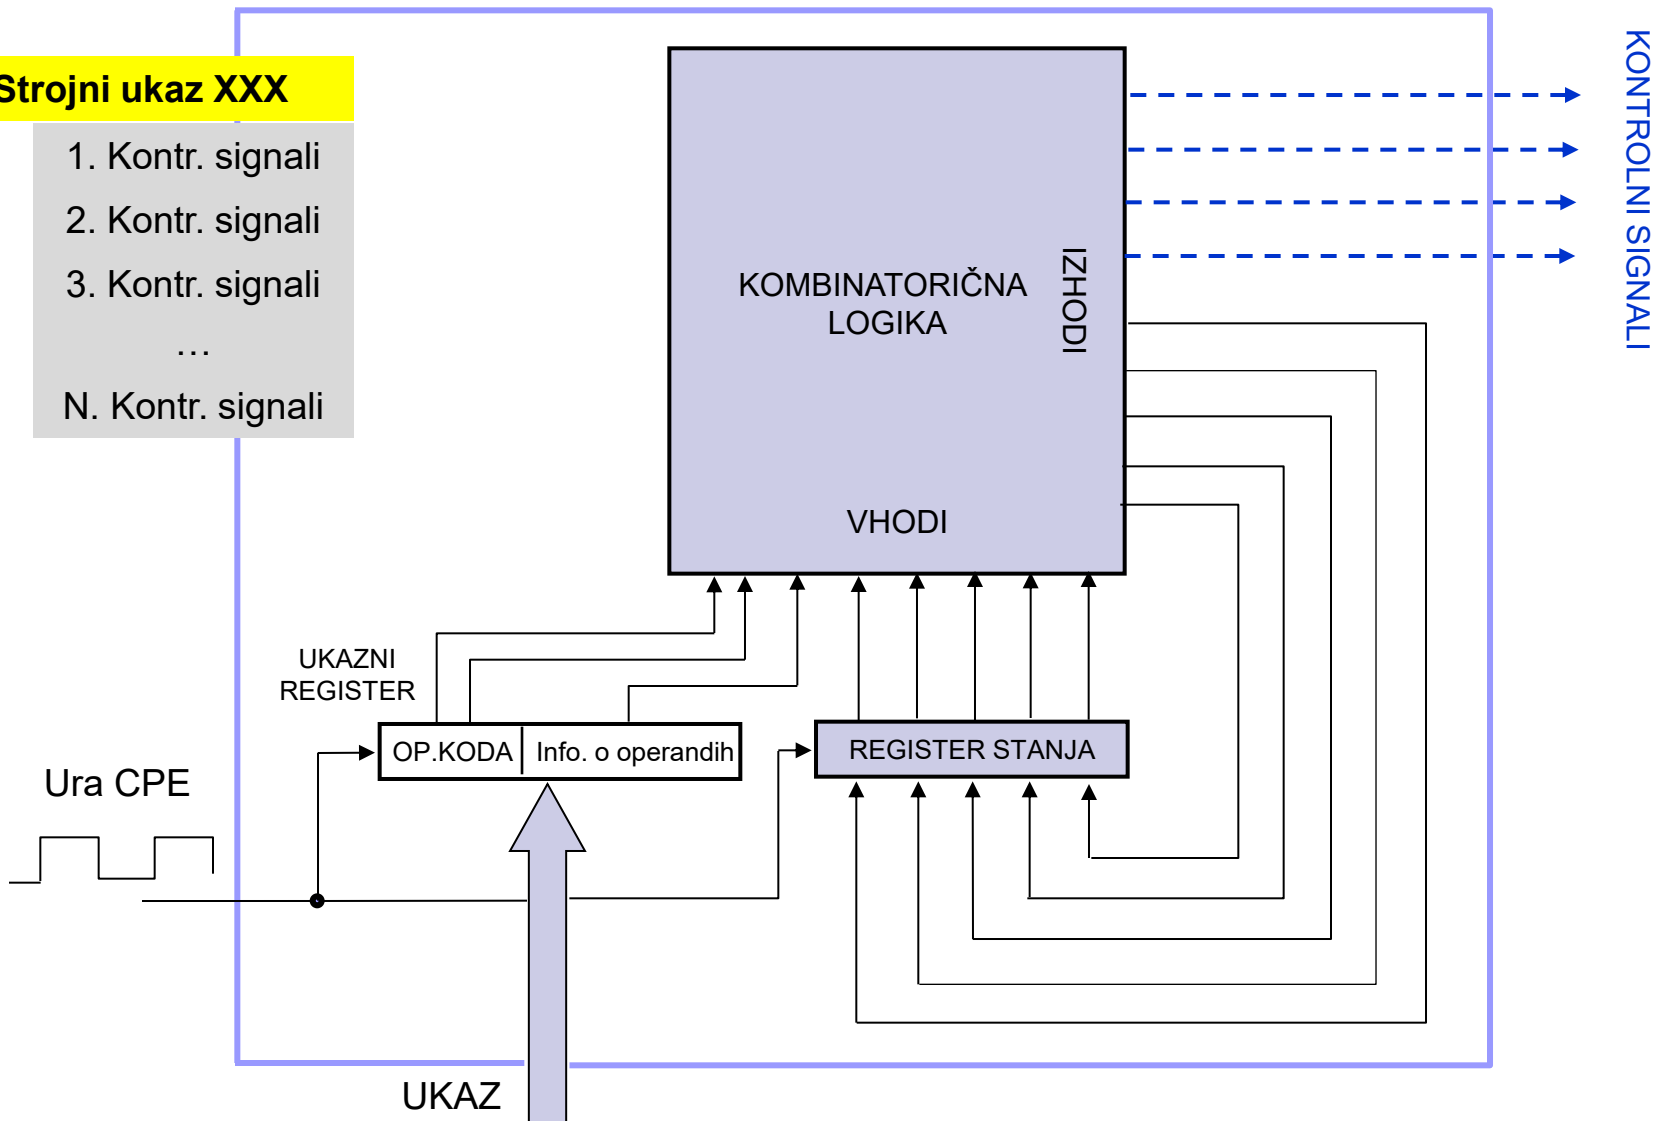 Strojni ukaz XXX
1. Kontr. signali
2. Kontr. signali
3. Kontr. signali
…
N. Kontr. signali
KOMBINATORIČNA
LOGIKA
IZHODI
VHODI
KONTROLNI SIGNALI
UKAZNI
REGISTER
OP.KODA
Info. o operandih
REGISTER STANJA
Ura CPE
UKAZ